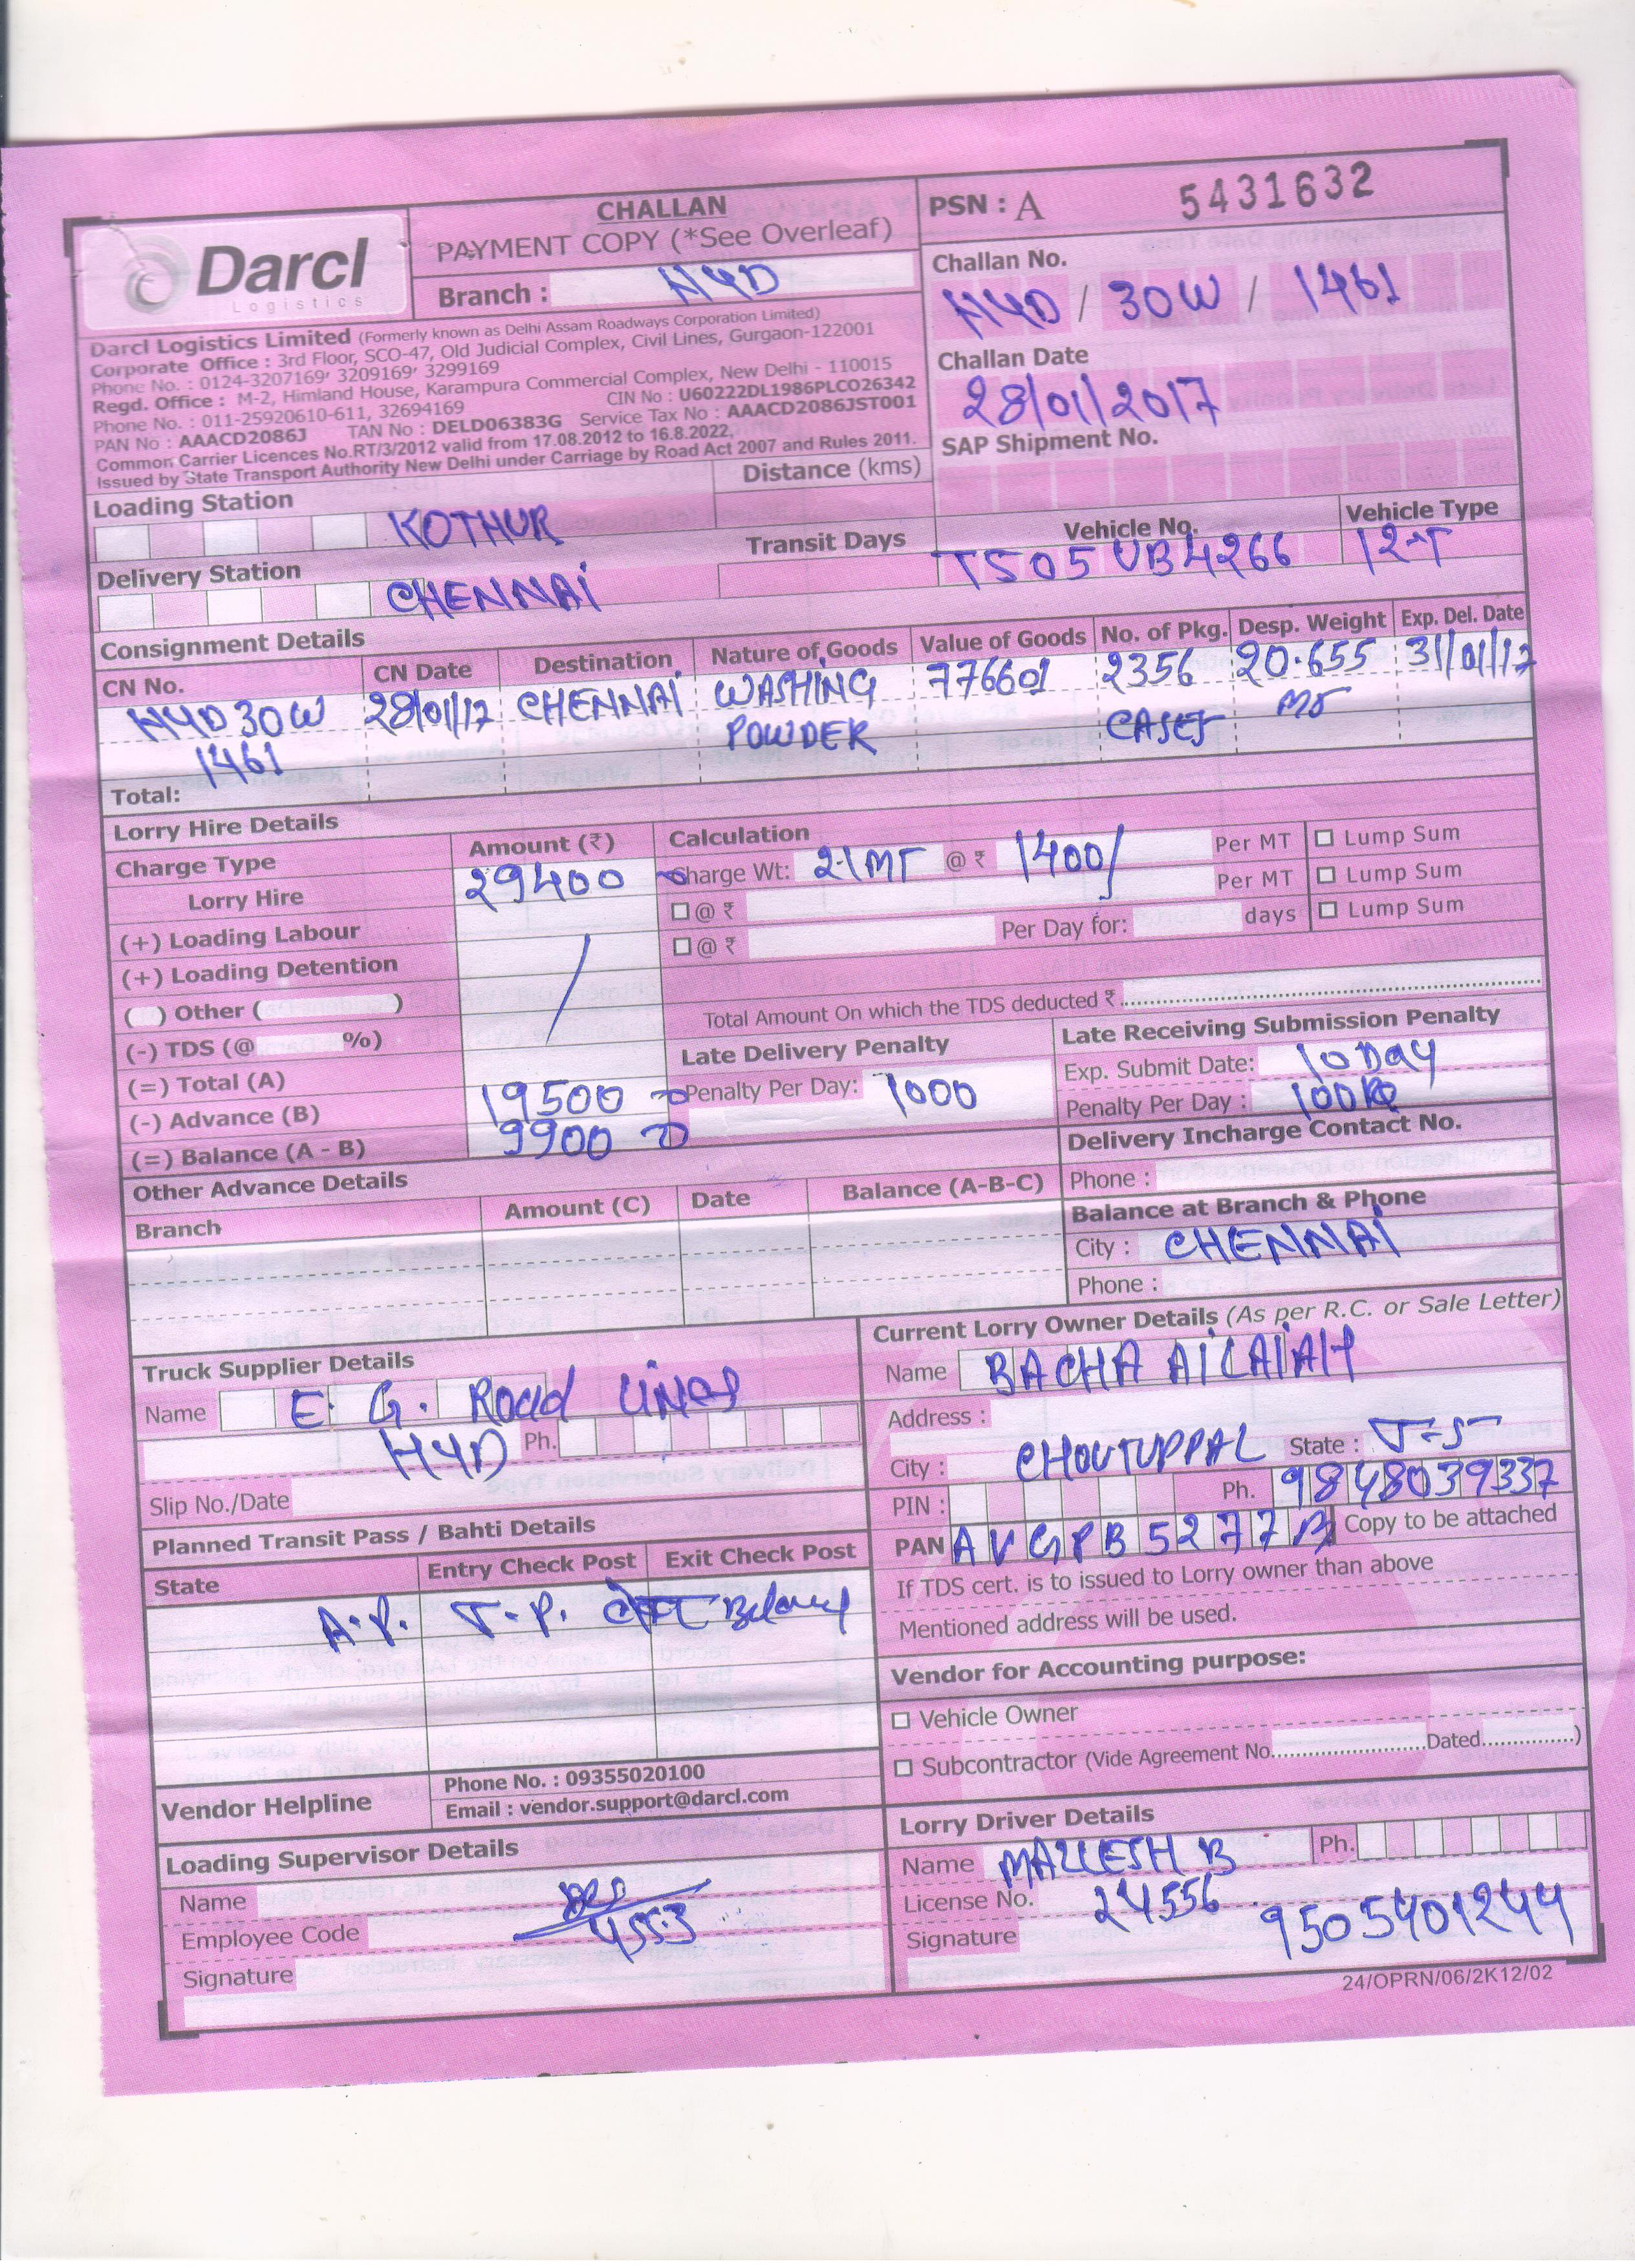 Darcl
Logistics
CHALLAN
PAYMENT COPY (*See Overleaf)
Branch : HYD
PSN : A 5431632
Challan No.
HYD / 30W / 1461
Challan Date
28/01/2017
SAP Shipment No.
Darcl Logistics Limited (Formerly known as Delhi Assam Roadways Corporation Limited)
Corporate Office : 3rd Floor, SCO-47, Old Judicial Complex, Civil Lines, Gurgaon-122001
Phone No. : 0124-3207169, 3209169, 3299169
Regd. Office : M-2, Himland House, Karampura Commercial Complex, New Delhi - 110015
Phone No. : 011-25920610-611, 32694169 CIN No : U60222DL1986PLCO26342
PAN No : AAACD2086J TAN No : DELD06383G Service Tax No : AAACD2086JST001
Common Carrier Licences No.RT/3/2012 valid from 17.08.2012 to 16.8.2022,
Issued by State Transport Authority New Delhi under Carriage by Road Act 2007 and Rules 2011.
Loading Station KOTHUR
Distance (kms)
Delivery Station CHENNAI
Transit Days
Vehicle No. Vehicle Type
TS05UB4266 12-T
Consignment Details
CN No. CN Date Destination Nature of Goods Value of Goods No. of Pkg. Desp. Weight Exp. Del. Date
HYD30W 28/01/17 CHENNAI WASHING 776601 2356 20.655 31/01/17
1461 POWDER CASES MT
Total:
Lorry Hire Details
Charge Type Amount (₹) Calculation
Lorry Hire 29400 Charge Wt: 21MT @ ₹ 1400/ Per MT Lump Sum
(+) Loading Labour @ ₹ Per MT Lump Sum
(+) Loading Detention @ ₹ Per Day for: days Lump Sum
( ) Other ( )
Total Amount On which the TDS deducted ₹
(-) TDS (@ %)
(=) Total (A)
(-) Advance (B) 19500
(=) Balance (A - B) 9900
Late Delivery Penalty
Penalty Per Day: 1000
Late Receiving Submission Penalty
Exp. Submit Date: 10 DAY
Penalty Per Day : 100
Delivery Incharge Contact No.
Phone :
Other Advance Details
Branch Amount (C) Date Balance (A-B-C)
Balance at Branch & Phone
City : CHENNAI
Phone :
Truck Supplier Details
Name E. G. Road Lines
HYD Ph.
Slip No./Date
Current Lorry Owner Details (As per R.C. or Sale Letter)
Name BACHA AILAIAH
Address :
City : CHOUTUPPAL State : T-S
PIN : Ph. 9848039337
PAN AVGPB5277B Copy to be attached
If TDS cert. is to issued to Lorry owner than above
Mentioned address will be used.
Planned Transit Pass / Bahti Details
State Entry Check Post Exit Check Post
A.P. T.P.
Vendor for Accounting purpose:
Vehicle Owner
Subcontractor (Vide Agreement No. Dated )
Vendor Helpline
Phone No. : 09355020100
Email : vendor.support@darcl.com
Loading Supervisor Details
Name
Employee Code 4553
Signature
Lorry Driver Details
Name MALLESH B Ph.
License No. 24556
Signature 9505401244
24/OPRN/06/2K12/02